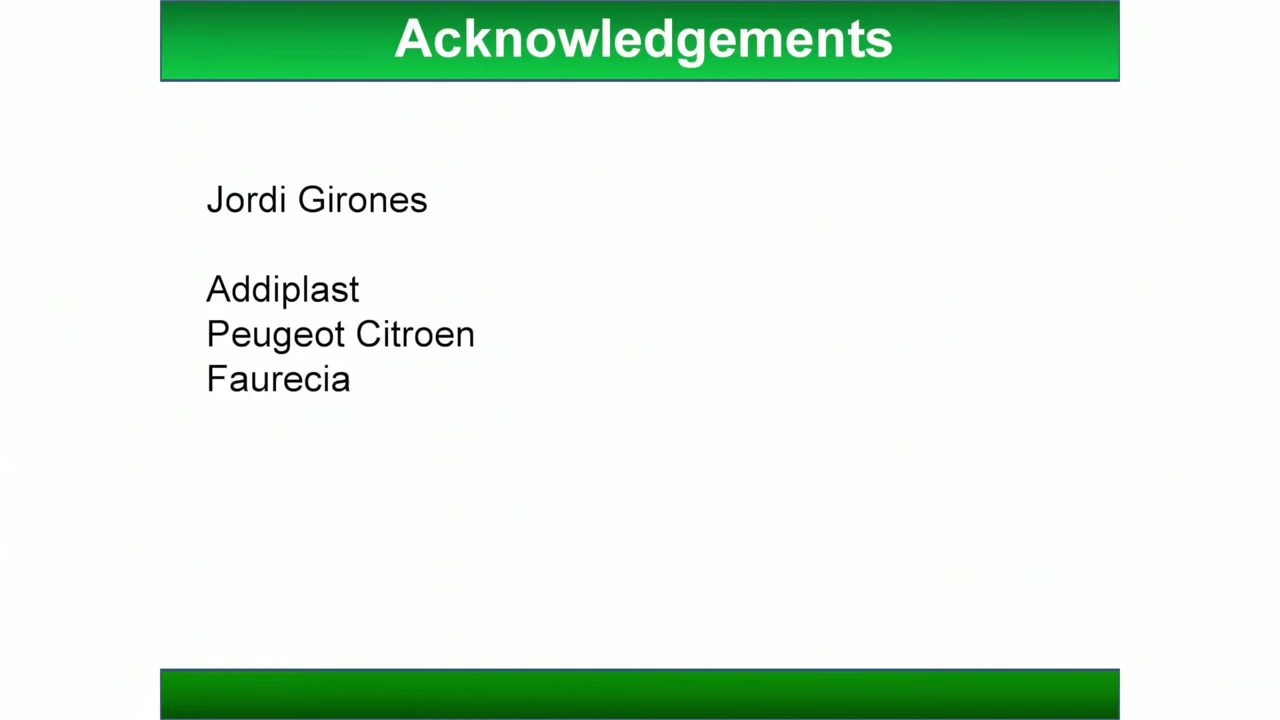 Acknowledgements
Jordi Girones
Addiplast
Peugeot Citroen
Faurecia